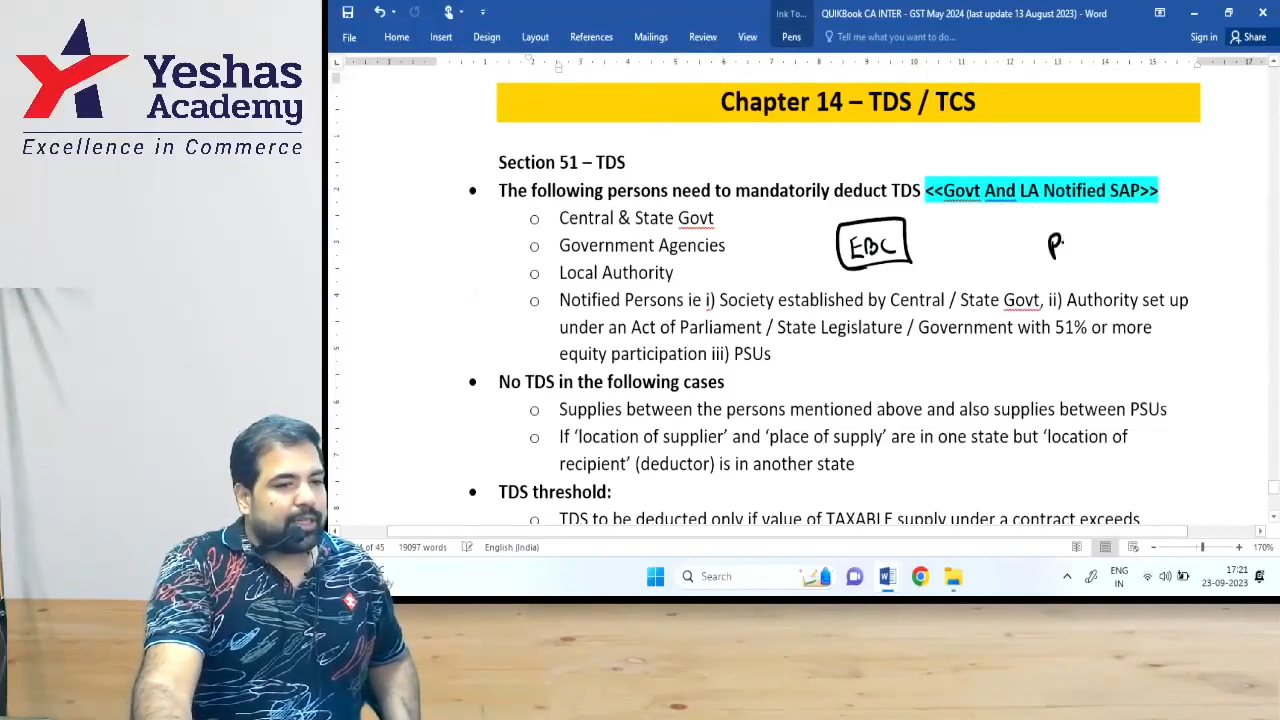 Yeshas
Academy
Excellence in Commerce
Ink To...
QUIKBook CA INTER - GST May 2024 (last update 13 August 2023) - Word
File Home Insert Design Layout References Mailings Review View Pens Tell me what you want to do... Sign in Share
Chapter 14 – TDS / TCS
Section 51 – TDS
• The following persons need to mandatorily deduct TDS <<Govt And LA Notified SAP>>
o Central & State Govt
o Government Agencies
EBC
P
o Local Authority
o Notified Persons ie i) Society established by Central / State Govt, ii) Authority set up
under an Act of Parliament / State Legislature / Government with 51% or more
equity participation iii) PSUs
• No TDS in the following cases
o Supplies between the persons mentioned above and also supplies between PSUs
o If ‘location of supplier’ and ‘place of supply’ are in one state but ‘location of
recipient’ (deductor) is in another state
• TDS threshold:
o TDS to be deducted only if value of TAXABLE supply under a contract exceeds
of 45 19097 words English (India) 170%
Search
ENG
IN
17:21
23-09-2023